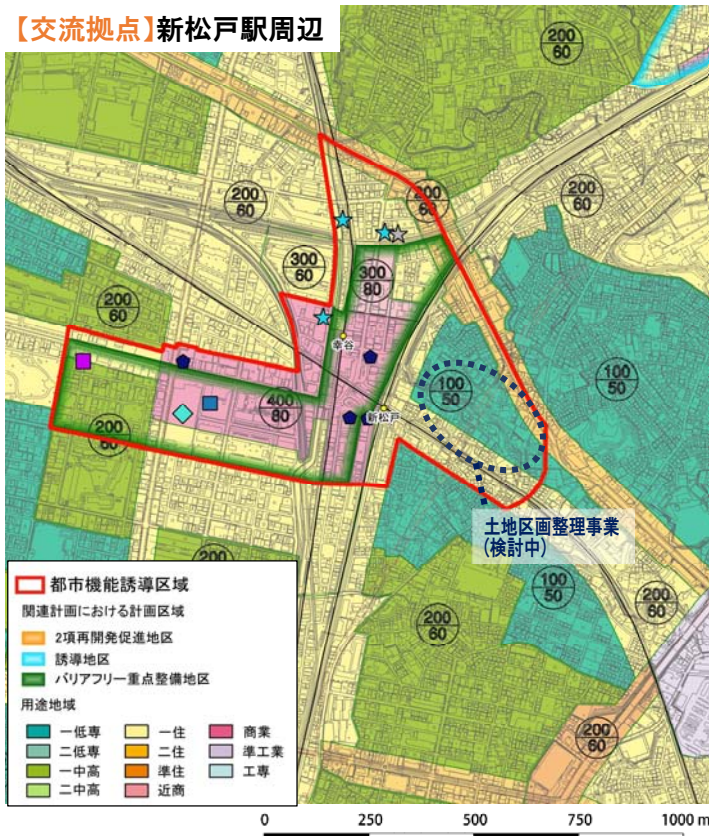 【交流拠点】新松戸駅周辺
200
60
200
60
200
60
200
60
300
60
300
80
200
60
幸谷
100
50
100
50
400
80
新松戸
200
60
土地区画整理事業
(検討中)
200
100
50
200
60
200
60
200
60
都市機能誘導区域
関連計画における計画区域
2項再開発促進地区
誘導地区
バリアフリー重点整備地区
用途地域
一低専 一住 商業
二低専 二住 準工業
一中高 準住 工専
二中高 近商
0 250 500 750 1000 m